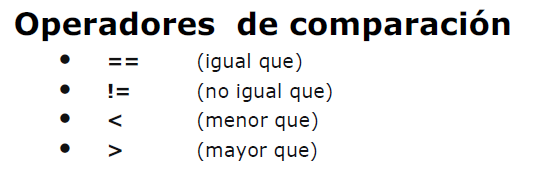 Operadores de comparación
• == (igual que)
• != (no igual que)
• < (menor que)
• > (mayor que)